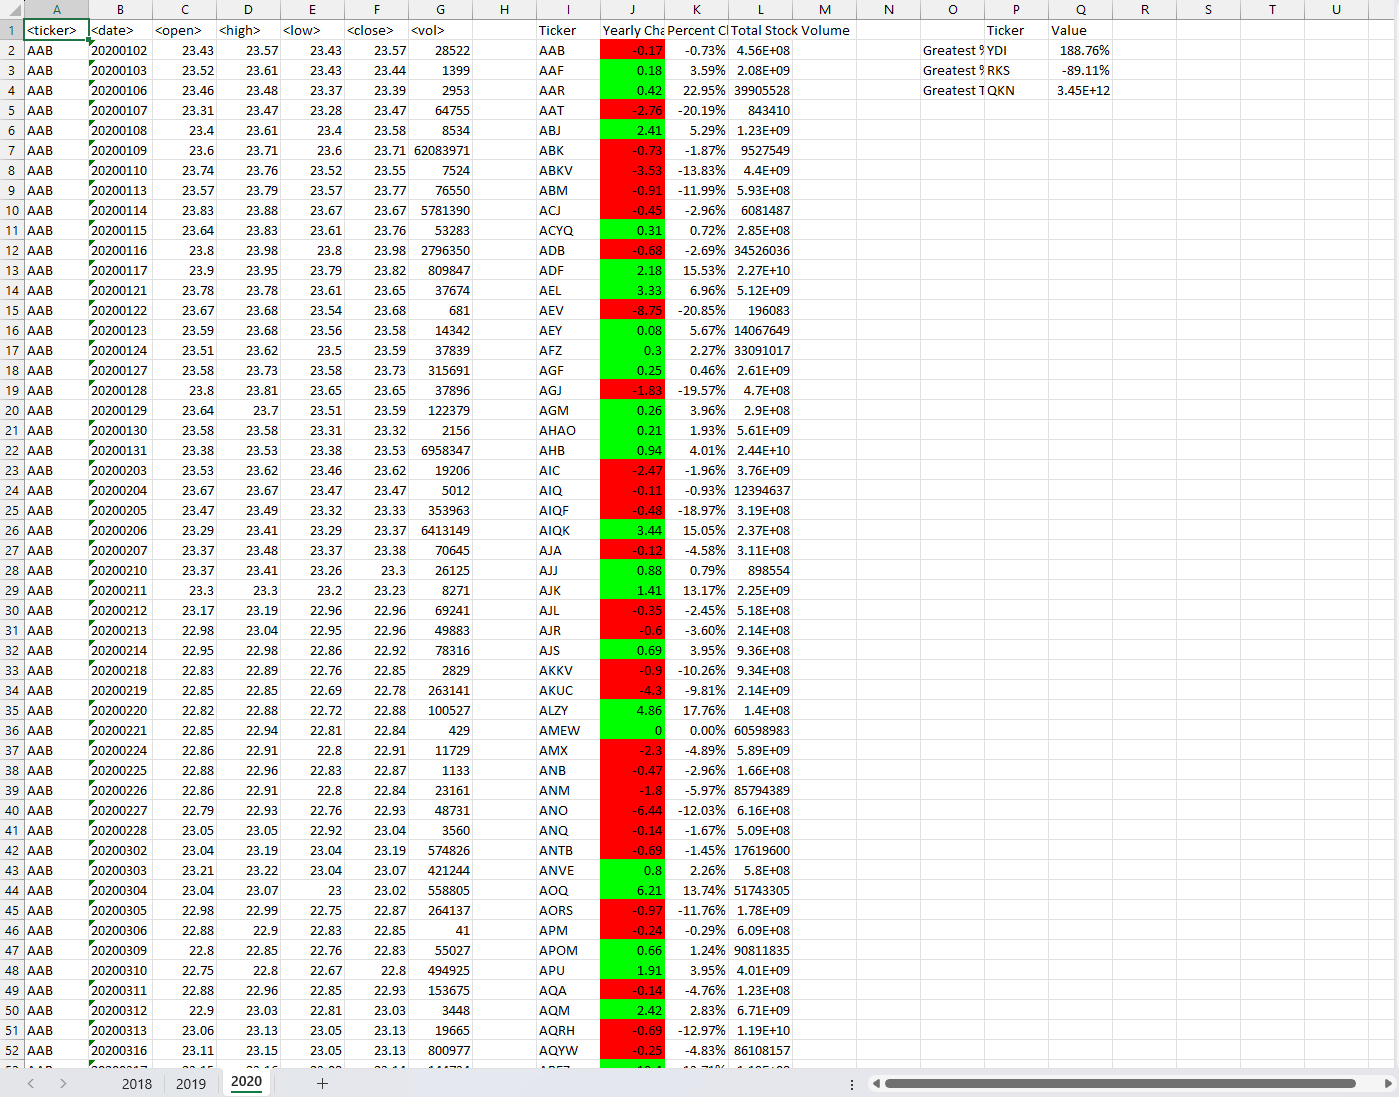 A B C D E F G H I J K L M N O P Q R S T U
1 <ticker> <date> <open> <high> <low> <close> <vol> Ticker Yearly Cha Percent Cl Total Stock Volume Ticker Value
2 AAB 20200102 23.43 23.57 23.43 23.57 28522 AAB -0.17 -0.73% 4.56E+08 Greatest % YDI 188.76%
3 AAB 20200103 23.52 23.61 23.43 23.44 1399 AAF 0.18 3.59% 2.08E+09 Greatest % RKS -89.11%
4 AAB 20200106 23.46 23.48 23.37 23.39 2953 AAR 0.42 22.95% 39905528 Greatest T QKN 3.45E+12
5 AAB 20200107 23.31 23.47 23.28 23.47 64755 AAT -2.76 -20.19% 843410
6 AAB 20200108 23.4 23.61 23.4 23.58 8534 ABJ 2.41 5.29% 1.23E+09
7 AAB 20200109 23.6 23.71 23.6 23.71 62083971 ABK -0.73 -1.87% 9527549
8 AAB 20200110 23.74 23.76 23.52 23.55 7524 ABKV -3.53 -13.83% 4.4E+09
9 AAB 20200113 23.57 23.79 23.57 23.77 76550 ABM -0.91 -11.99% 5.93E+08
10 AAB 20200114 23.83 23.88 23.67 23.67 5781390 ACJ -0.45 -2.96% 6081487
11 AAB 20200115 23.64 23.83 23.61 23.76 53283 ACYQ 0.31 0.72% 2.85E+08
12 AAB 20200116 23.8 23.98 23.8 23.98 2796350 ADB -0.68 -2.69% 34526036
13 AAB 20200117 23.9 23.95 23.79 23.82 809847 ADF 2.18 15.53% 2.27E+10
14 AAB 20200121 23.78 23.78 23.61 23.65 37674 AEL 3.33 6.96% 5.12E+09
15 AAB 20200122 23.67 23.68 23.54 23.68 681 AEV -8.75 -20.85% 196083
16 AAB 20200123 23.59 23.68 23.56 23.58 14342 AEY 0.08 5.67% 14067649
17 AAB 20200124 23.51 23.62 23.5 23.59 37839 AFZ 0.3 2.27% 33091017
18 AAB 20200127 23.58 23.73 23.58 23.73 315691 AGF 0.25 0.46% 2.61E+09
19 AAB 20200128 23.8 23.81 23.65 23.65 37896 AGJ -1.83 -19.57% 4.7E+08
20 AAB 20200129 23.64 23.7 23.51 23.59 122379 AGM 0.26 3.96% 2.9E+08
21 AAB 20200130 23.58 23.58 23.31 23.32 2156 AHAO 0.21 1.93% 5.61E+09
22 AAB 20200131 23.38 23.53 23.38 23.53 6958347 AHB 0.94 4.01% 2.44E+10
23 AAB 20200203 23.53 23.62 23.46 23.62 19206 AIC -2.47 -1.96% 3.76E+09
24 AAB 20200204 23.67 23.67 23.47 23.47 5012 AIQ -0.11 -0.93% 12394637
25 AAB 20200205 23.47 23.49 23.32 23.33 353963 AIQF -0.48 -18.97% 3.19E+08
26 AAB 20200206 23.29 23.41 23.29 23.37 6413149 AIQK 3.44 15.05% 2.37E+08
27 AAB 20200207 23.37 23.48 23.37 23.38 70645 AJA -0.12 -4.58% 3.11E+08
28 AAB 20200210 23.37 23.41 23.26 23.3 26125 AJJ 0.88 0.79% 898554
29 AAB 20200211 23.3 23.3 23.2 23.23 8271 AJK 1.41 13.17% 2.25E+09
30 AAB 20200212 23.17 23.19 22.96 22.96 69241 AJL -0.35 -2.45% 5.18E+08
31 AAB 20200213 22.98 23.04 22.95 22.96 49883 AJR -0.6 -3.60% 2.14E+08
32 AAB 20200214 22.95 22.98 22.86 22.92 78316 AJS 0.69 3.95% 9.36E+08
33 AAB 20200218 22.83 22.89 22.76 22.85 2829 AKKV -0.9 -10.26% 9.34E+08
34 AAB 20200219 22.85 22.85 22.69 22.78 263141 AKUC -4.3 -9.81% 2.14E+09
35 AAB 20200220 22.82 22.88 22.72 22.88 100527 ALZY 4.86 17.76% 1.4E+08
36 AAB 20200221 22.85 22.94 22.81 22.84 429 AMEW 0 0.00% 60598983
37 AAB 20200224 22.86 22.91 22.8 22.91 11729 AMX -2.3 -4.89% 5.89E+09
38 AAB 20200225 22.88 22.96 22.83 22.87 1133 ANB -0.47 -2.96% 1.66E+08
39 AAB 20200226 22.86 22.91 22.8 22.84 23161 ANM -1.8 -5.97% 85794389
40 AAB 20200227 22.79 22.93 22.76 22.93 48731 ANO -6.44 -12.03% 6.16E+08
41 AAB 20200228 23.05 23.05 22.92 23.04 3560 ANQ -0.14 -1.67% 5.09E+08
42 AAB 20200302 23.04 23.19 23.04 23.19 574826 ANTB -0.69 -1.45% 17619600
43 AAB 20200303 23.21 23.22 23.04 23.07 421244 ANVE 0.8 2.26% 5.8E+08
44 AAB 20200304 23.04 23.07 23 23.02 558805 AOQ 6.21 13.74% 51743305
45 AAB 20200305 22.98 22.99 22.75 22.87 264137 AORS -0.97 -11.76% 1.78E+09
46 AAB 20200306 22.88 22.9 22.83 22.85 41 APM -0.24 -0.29% 6.09E+08
47 AAB 20200309 22.8 22.85 22.76 22.83 55027 APOM 0.66 1.24% 90811835
48 AAB 20200310 22.75 22.8 22.67 22.8 494925 APU 1.91 3.95% 4.01E+09
49 AAB 20200311 22.88 22.96 22.85 22.93 153675 AQA -0.14 -4.76% 1.23E+08
50 AAB 20200312 22.9 23.03 22.81 23.03 3448 AQM 2.42 2.83% 6.71E+09
51 AAB 20200313 23.06 23.13 23.05 23.13 19665 AQRH -0.69 -12.97% 1.19E+10
52 AAB 20200316 23.11 23.15 23.05 23.13 800977 AQYW -0.25 -4.83% 86108157
2018 2019 2020